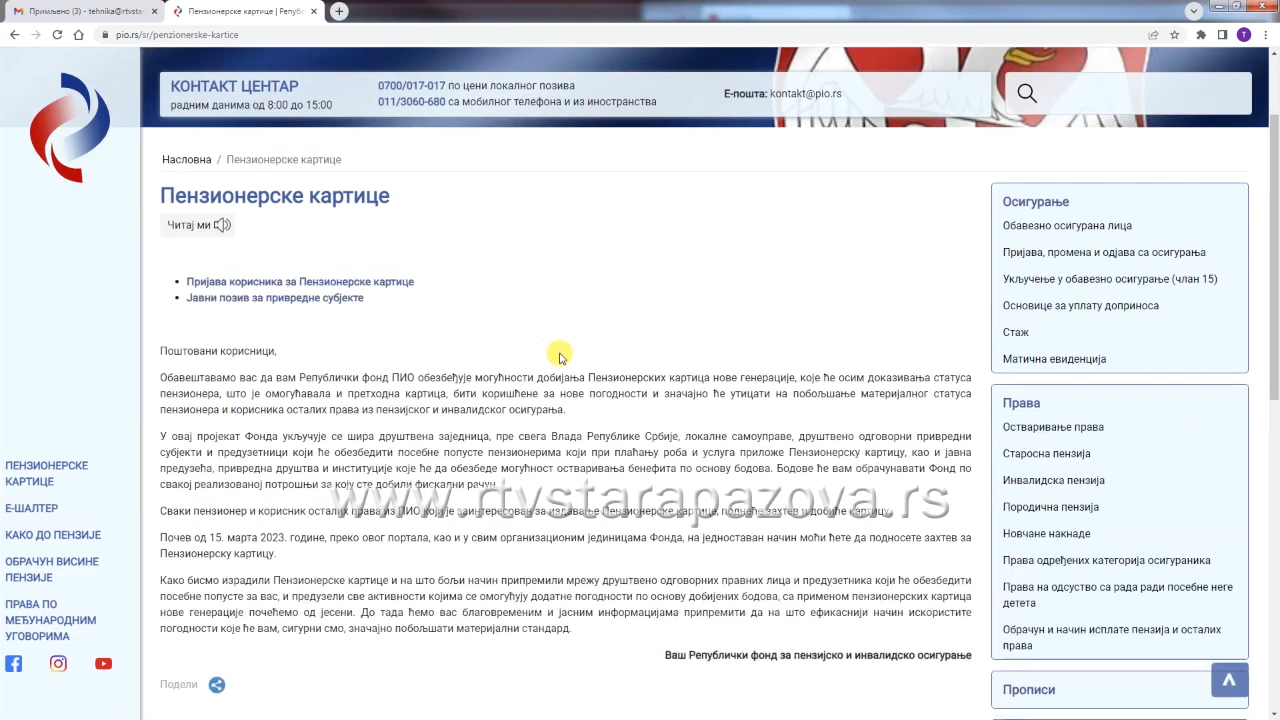 Примљено (3) - tehnika@rtvsta
Пензионерске картице | Репуб
pio.rs/sr/penzionerske-kartice
T
КОНТАКТ ЦЕНТАР
радним данима од 8:00 до 15:00
0700/017-017 по цени локалног позива
011/3060-680 са мобилног телефона и из иностранства
Е-пошта: kontakt@pio.rs
Насловна / Пензионерске картице
Пензионерске картице
Читај ми
Пријава корисника за Пензионерске картице
Јавни позив за привредне субјекте
Поштовани корисници,
Обавештавамо вас да вам Републички фонд ПИО обезбеђује могућности добијања Пензионерских картица нове генерације, које ће осим доказивања статуса
пензионера, што је омогућавала и претходна картица, бити коришћене за нове погодности и значајно ће утицати на побољшање материјалног статуса
пензионера и корисника осталих права из пензијског и инвалидског осигурања.
У овај пројекат Фонда укључује се шира друштвена заједница, пре свега Влада Републике Србије, локалне самоуправе, друштвено одговорни привредни
субјекти и предузетници који ће обезбедити посебне попусте пензионерима који при плаћању роба и услуга приложе Пензионерску картицу, као и јавна
предузећа, привредна друштва и институције које ће да обезбеде могућност остваривања бенефита по основу бодова. Бодове ће вам обрачунавати Фонд по
свакој реализованој потрошњи за коју сте добили фискални рачун.
www.rtvstarapazova.rs
Сваки пензионер и корисник осталих права из ПИО који је заинтересован за издавање Пензионерске картице, поднеће захтев и добиће картицу.
Почев од 15. марта 2023. године, преко овог портала, као и у свим организационим јединицама Фонда, на једноставан начин моћи ћете да подносете захтев за
Пензионерску картицу.
Како бисмо израдили Пензионерске картице и на што бољи начин припремили мрежу друштвено одговорних правних лица и предузетника који ће обезбедити
посебне попусте за вас, и предузели све активности којима се омогућују додатне погодности по основу добијених бодова, са применом пензионерских картица
нове генерације почећемо од јесени. До тада ћемо вас благовременим и јасним информацијама припремити да на што ефикаснији начин искористите
погодности које ће вам, сигурни смо, значајно побољшати материјални стандард.
Ваш Републички фонд за пензијско и инвалидско осигурање
Подели
ПЕНЗИОНЕРСКЕ
КАРТИЦЕ
Е-ШАЛТЕР
КАКО ДО ПЕНЗИЈЕ
ОБРАЧУН ВИСИНЕ
ПЕНЗИЈЕ
ПРАВА ПО
МЕЂУНАРОДНИМ
УГОВОРИМА
Осигурање
Обавезно осигурана лица
Пријава, промена и одјава са осигурања
Укључење у обавезно осигурање (члан 15)
Основице за уплату доприноса
Стаж
Матична евиденција
Права
Остваривање права
Старосна пензија
Инвалидска пензија
Породична пензија
Новчане накнаде
Права одређених категорија осигураника
Права на одсуство са рада ради посебне неге
детета
Обрачун и начин исплате пензија и осталих
права
Прописи